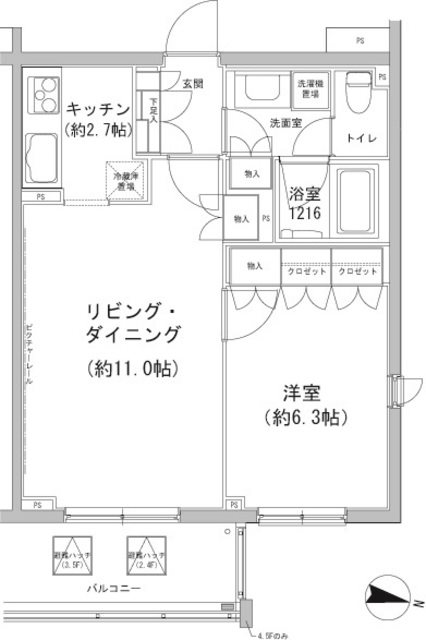 PS
玄関
洗濯機
置場
キッチン
(約2.7帖)
下足入
洗面室
トイレ
冷蔵庫
置場
物入
浴室
1216
PS
物入
PS
物入
クロゼット
クロゼット
リビング・
ダイニング
(約11.0帖)
ピクチャーレール
洋室
(約6.3帖)
PS
PS
避難ハッチ
(3.5F)
避難ハッチ
(2.4F)
バルコニー
N
4.5Fのみ